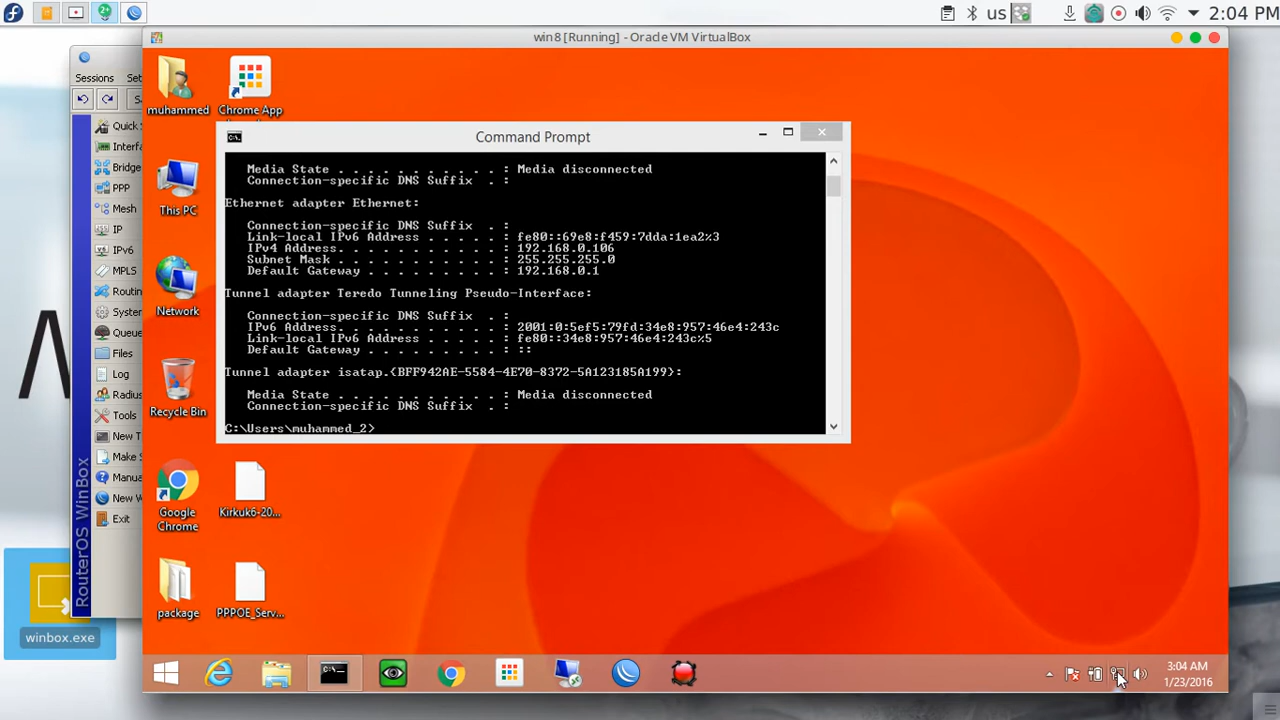 us
2:04 PM
win8 [Running] - Oracle VM VirtualBox
Sessions
Quick
Interfa
Bridge
PPP
Mesh
IP
IPv6
MPLS
Routin
System
Queue
Files
Log
Radiu
Tools
New T
Make
Manua
New W
Exit
RouterOS WinBox
winbox.exe
muhammed
Chrome App
This PC
Network
Recycle Bin
Google Chrome
Kirkuk6-20...
package
PPPOE_Serv...
Command Prompt
Media State . . . . . . . . . . . : Media disconnected
Connection-specific DNS Suffix . :
Ethernet adapter Ethernet:
Connection-specific DNS Suffix . :
Link-local IPv6 Address . . . . . : fe80::69e8:f459:7dda:1ea2%3
IPv4 Address. . . . . . . . . . . : 192.168.0.106
Subnet Mask . . . . . . . . . . . : 255.255.255.0
Default Gateway . . . . . . . . . : 192.168.0.1
Tunnel adapter Teredo Tunneling Pseudo-Interface:
Connection-specific DNS Suffix . :
IPv6 Address. . . . . . . . . . . : 2001:0:5ef5:79fd:34e8:957:46e4:243c
Link-local IPv6 Address . . . . . : fe80::34e8:957:46e4:243c%5
Default Gateway . . . . . . . . . : ::
Tunnel adapter isatap.{BFF942AE-5584-4E70-8372-5A123185A199}:
Media State . . . . . . . . . . . : Media disconnected
Connection-specific DNS Suffix . :
C:\Users\muhammed_2>
3:04 AM
1/23/2016